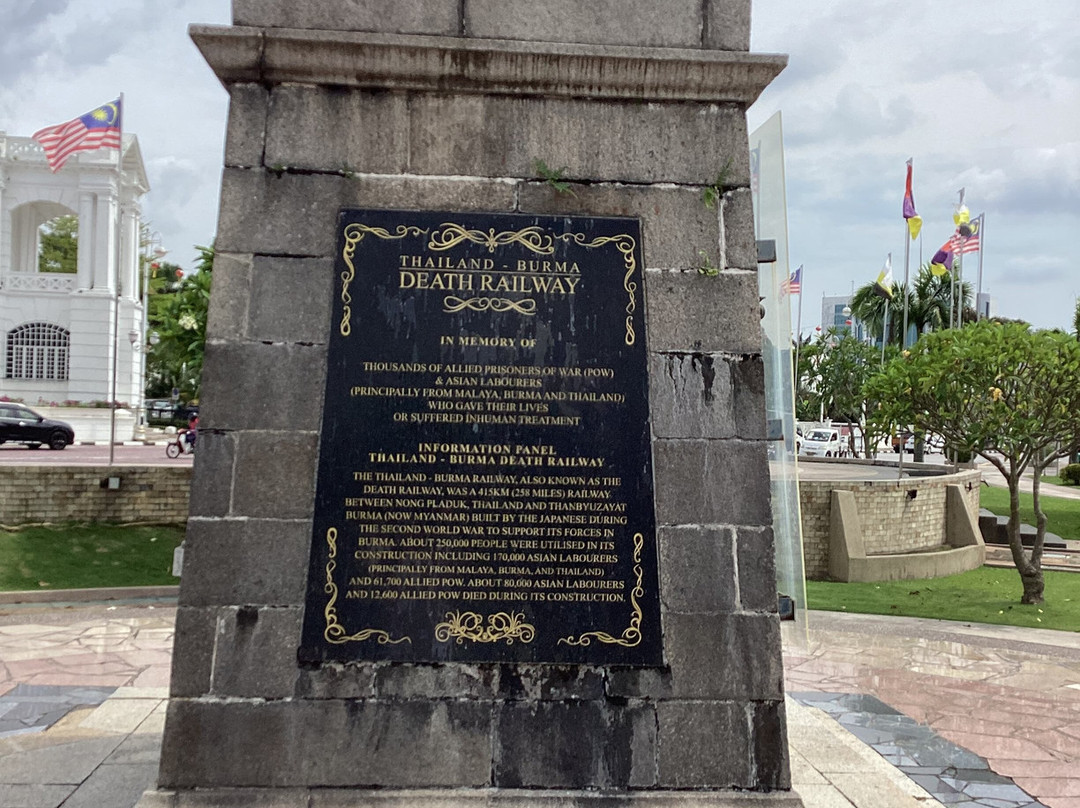 THAILAND - BURMA
DEATH RAILWAY
IN MEMORY OF
THOUSANDS OF ALLIED PRISONERS OF WAR (POW)
& ASIAN LABOURERS
(PRINCIPALLY FROM MALAYA, BURMA AND THAILAND)
WHO GAVE THEIR LIVES
OR SUFFERED INHUMAN TREATMENT
INFORMATION PANEL
THAILAND - BURMA DEATH RAILWAY
THE THAILAND - BURMA RAILWAY, ALSO KNOWN AS THE
DEATH RAILWAY, WAS A 415KM (258 MILES) RAILWAY
BETWEEN NONG PLADUK, THAILAND AND THANBYUZAYAT
BURMA (NOW MYANMAR) BUILT BY THE JAPANESE DURING
THE SECOND WORLD WAR TO SUPPORT ITS FORCES IN
BURMA. ABOUT 250,000 PEOPLE WERE UTILISED IN ITS
CONSTRUCTION INCLUDING 170,000 ASIAN LABOURERS
(PRINCIPALLY FROM MALAYA, BURMA, AND THAILAND)
AND 61,700 ALLIED POW. ABOUT 80,000 ASIAN LABOURERS
AND 12,600 ALLIED POW DIED DURING ITS CONSTRUCTION.